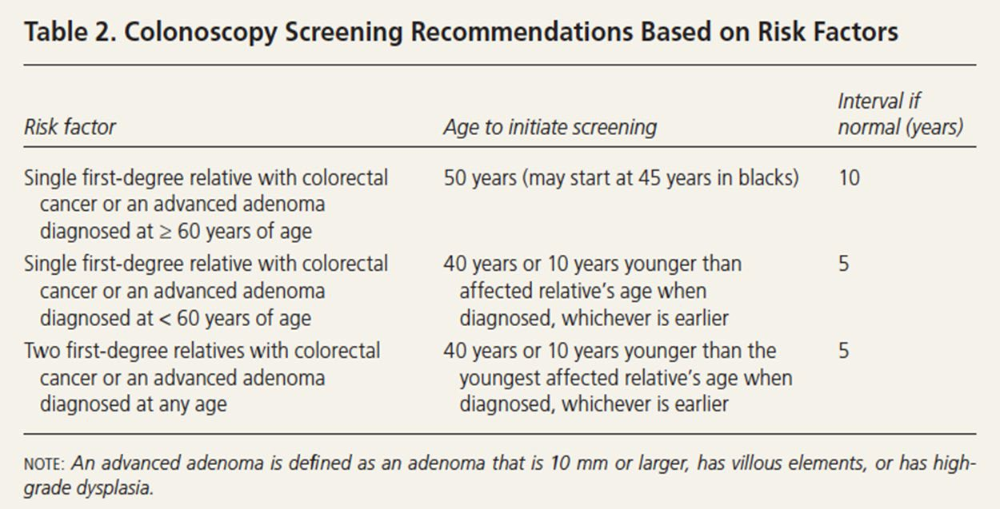 Table 2. Colonoscopy Screening Recommendations Based on Risk Factors
Interval if
Risk factor Age to initiate screening normal (years)
Single first-degree relative with colorectal 50 years (may start at 45 years in blacks) 10
cancer or an advanced adenoma
diagnosed at ≥ 60 years of age
Single first-degree relative with colorectal 40 years or 10 years younger than 5
cancer or an advanced adenoma affected relative’s age when
diagnosed at < 60 years of age diagnosed, whichever is earlier
Two first-degree relatives with colorectal 40 years or 10 years younger than the 5
cancer or an advanced adenoma youngest affected relative’s age when
diagnosed at any age diagnosed, whichever is earlier
NOTE: An advanced adenoma is defined as an adenoma that is 10 mm or larger, has villous elements, or has high-
grade dysplasia.